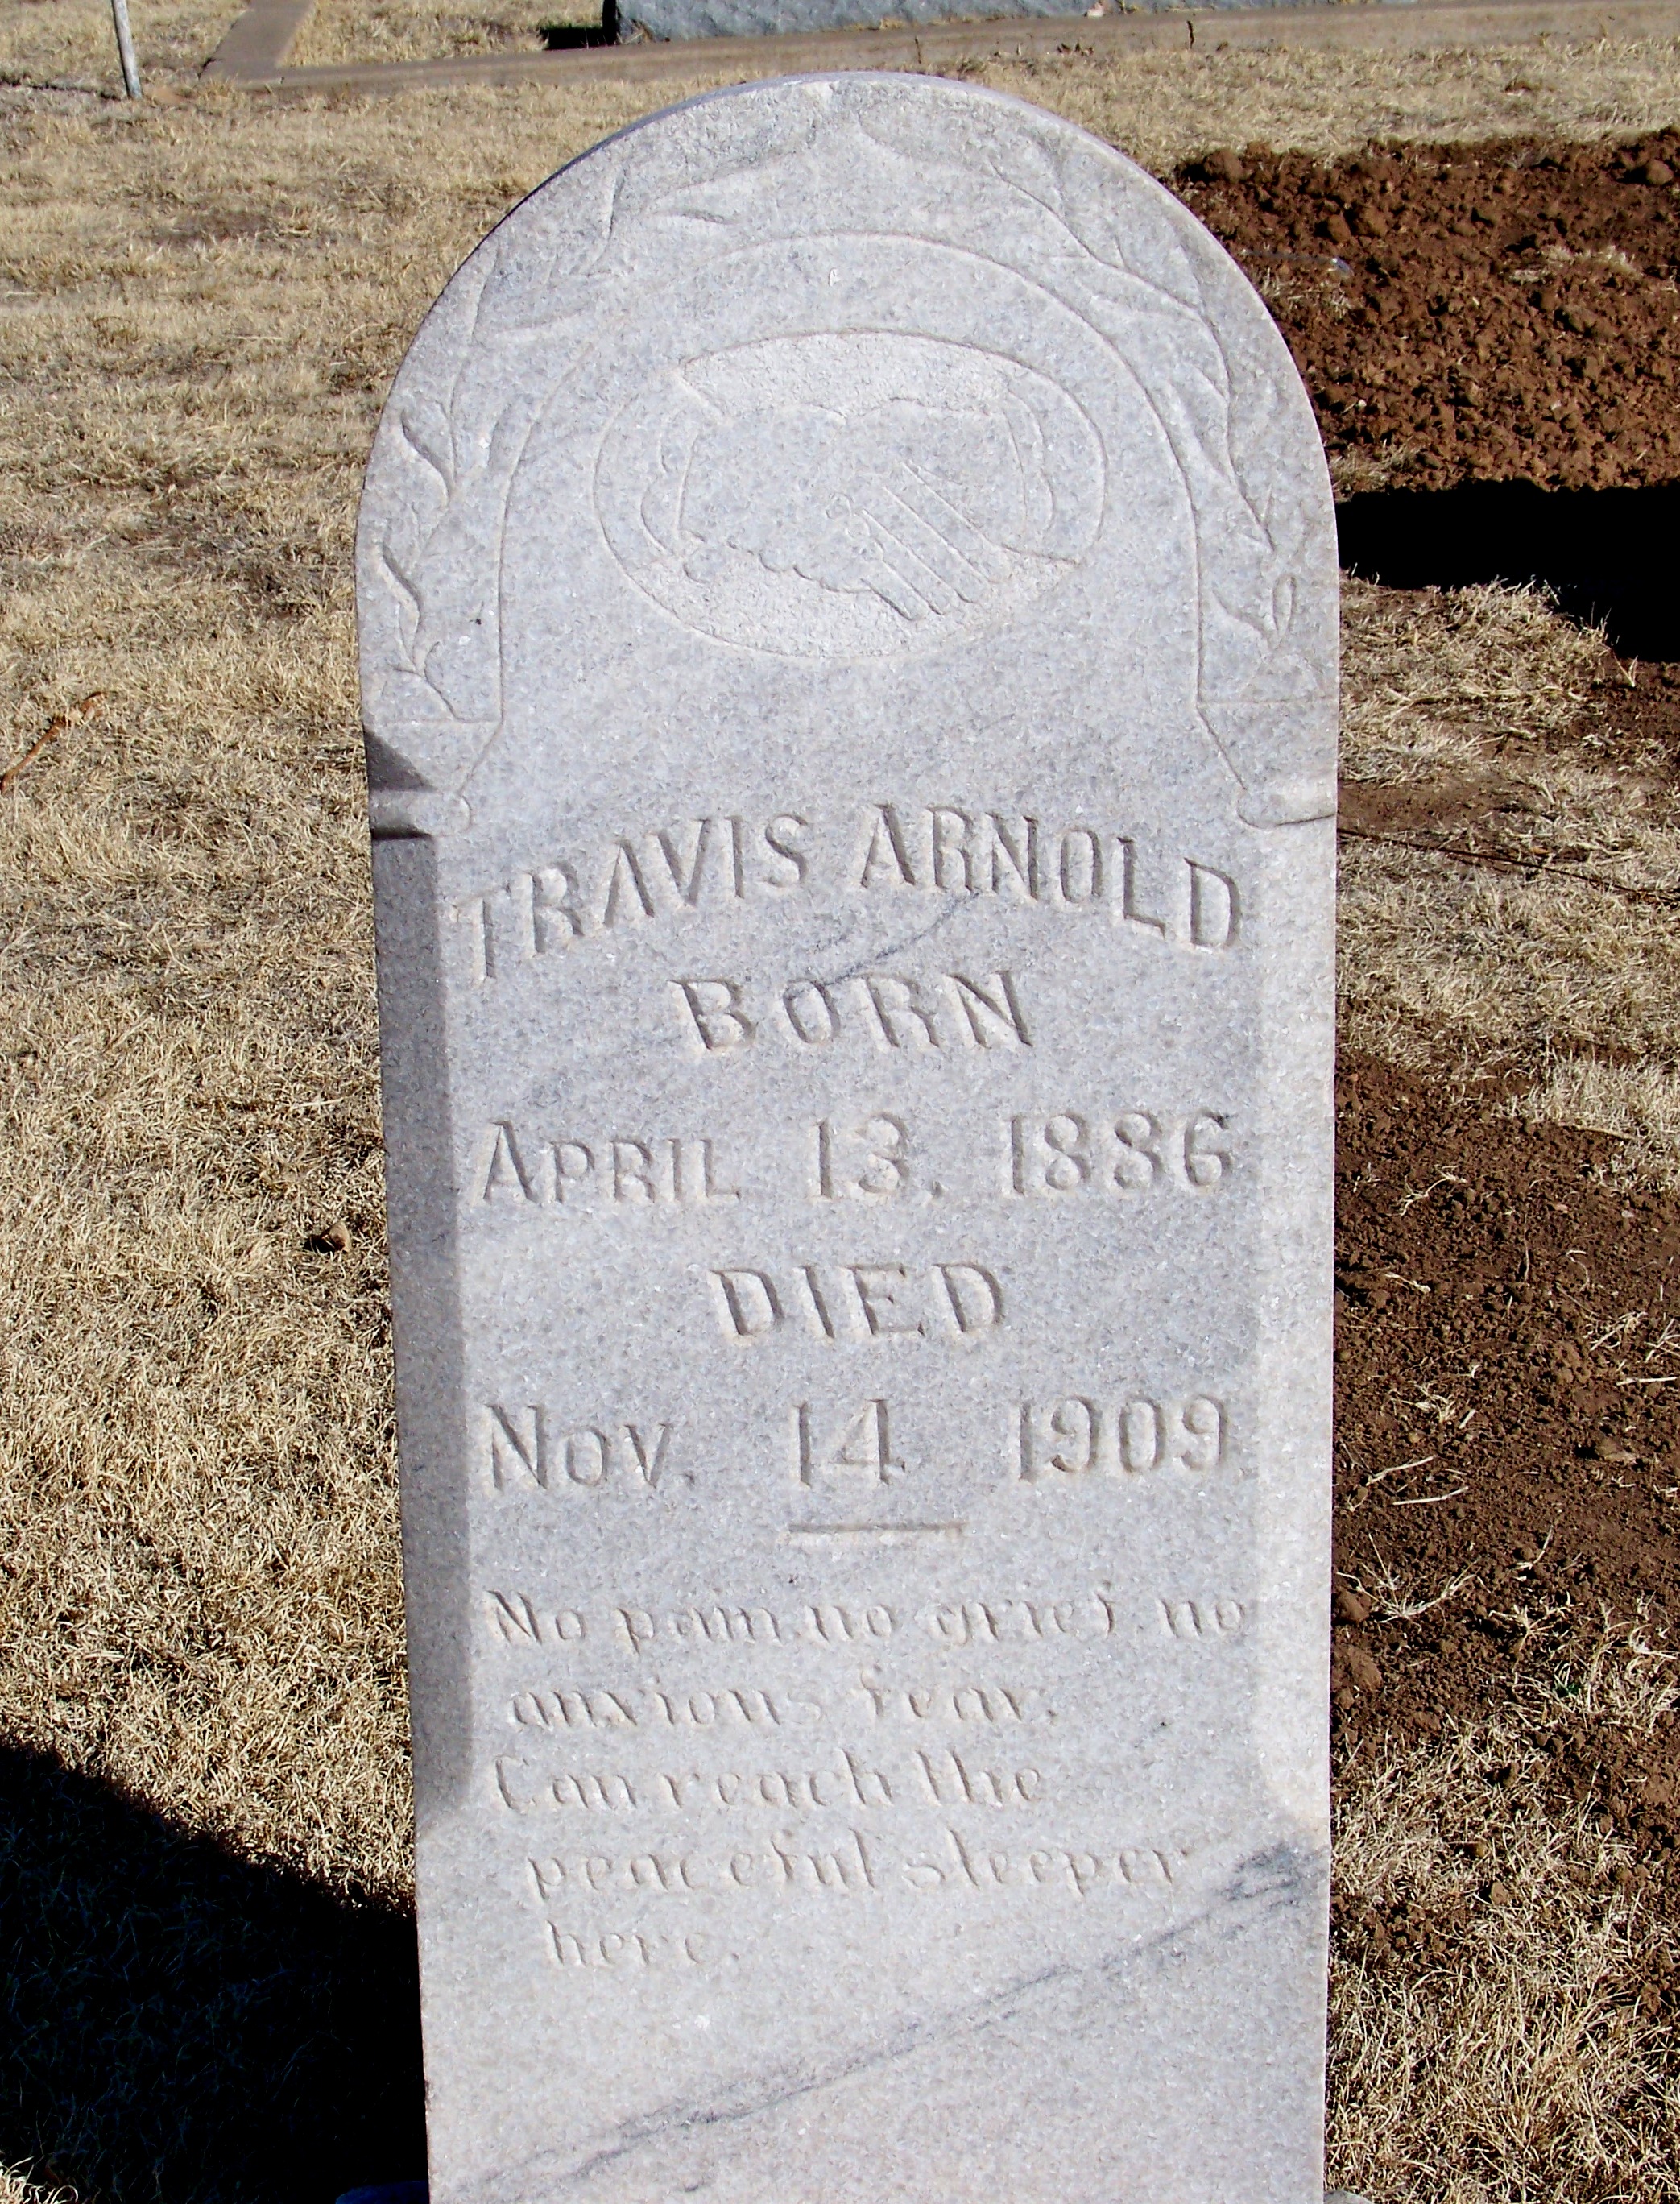 TRAVIS ARNOLD
BORN
APRIL 13, 1886
DIED
NOV. 14 1909.
No pain, no grief, no
anxious fear,
Can reach the
peaceful sleeper
here.